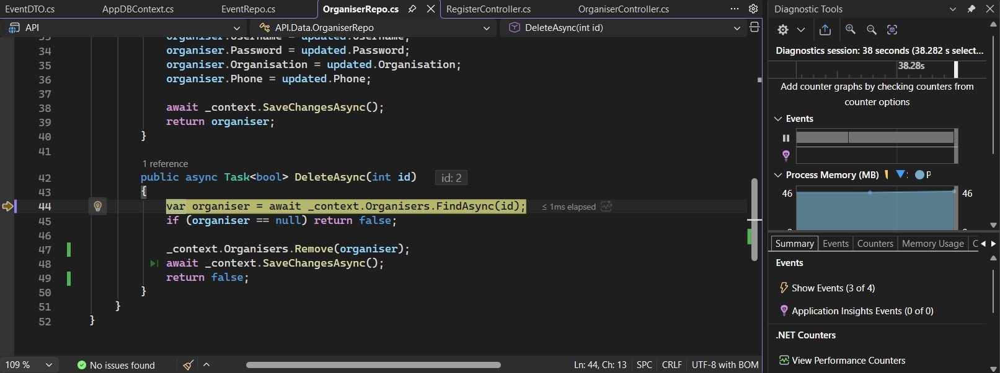 EventDTO.cs AppDBContext.cs EventRepo.cs OrganiserRepo.cs RegisterController.cs OrganiserController.cs
API API.Data.OrganiserRepo DeleteAsync(int id)
33 organiser.Username = updated.Username;
34 organiser.Password = updated.Password;
35 organiser.Organisation = updated.Organisation;
36 organiser.Phone = updated.Phone;
37
38 await _context.SaveChangesAsync();
39 return organiser;
40 }
41
1 reference
42 public async Task<bool> DeleteAsync(int id) id: 2
43 {
44 var organiser = await _context.Organisers.FindAsync(id); ≤ 1ms elapsed
45 if (organiser == null) return false;
46
47 _context.Organisers.Remove(organiser);
48 await _context.SaveChangesAsync();
49 return false;
50 }
51 }
52 }
109 % No issues found Ln: 44, Ch: 13 SPC CRLF UTF-8 with BOM
Diagnostic Tools
Diagnostics session: 38 seconds (38.282 s select...
38.28s
Add counter graphs by checking counters from
counter options
Events
Process Memory (MB) P
46 46
Summary Events Counters Memory Usage C
Events
Show Events (3 of 4)
Application Insights Events (0 of 0)
.NET Counters
View Performance Counters